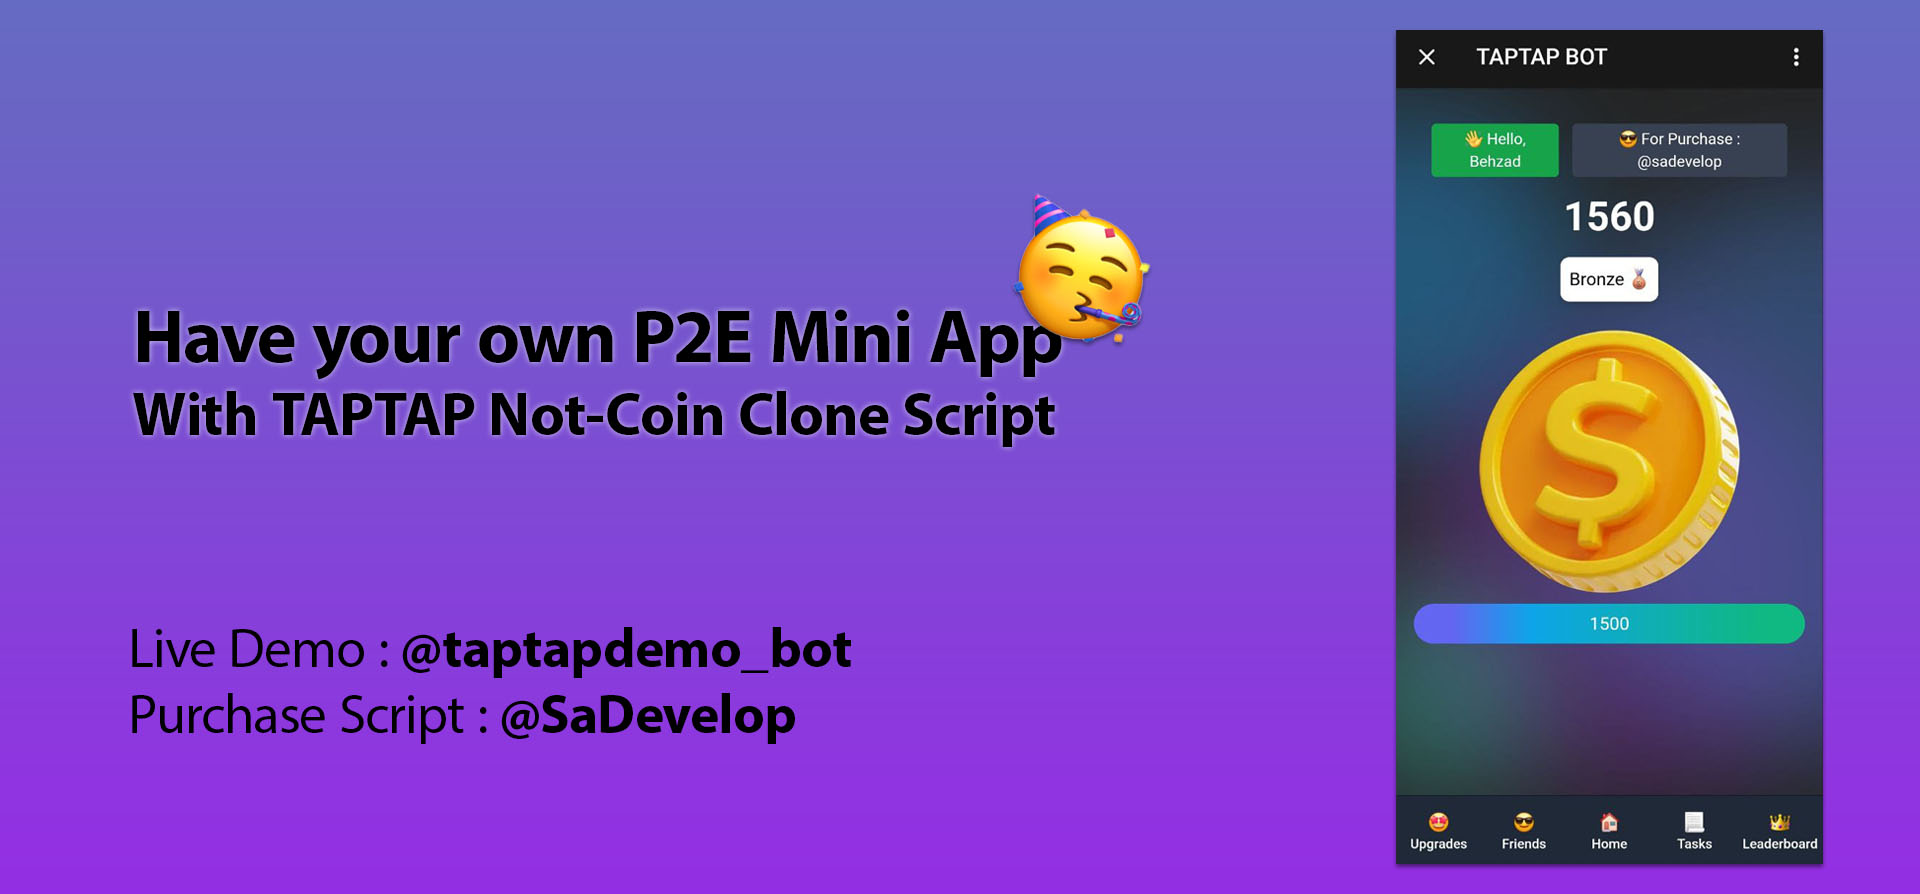 Have your own P2E Mini App
With TAPTAP Not-Coin Clone Script
Live Demo : @taptapdemo_bot
Purchase Script : @SaDevelop
TAPTAP BOT
👋 Hello,
Behzad
😎 For Purchase :
@sadevelop
1560
Bronze 🥉
1500
Upgrades
Friends
Home
Tasks
Leaderboard